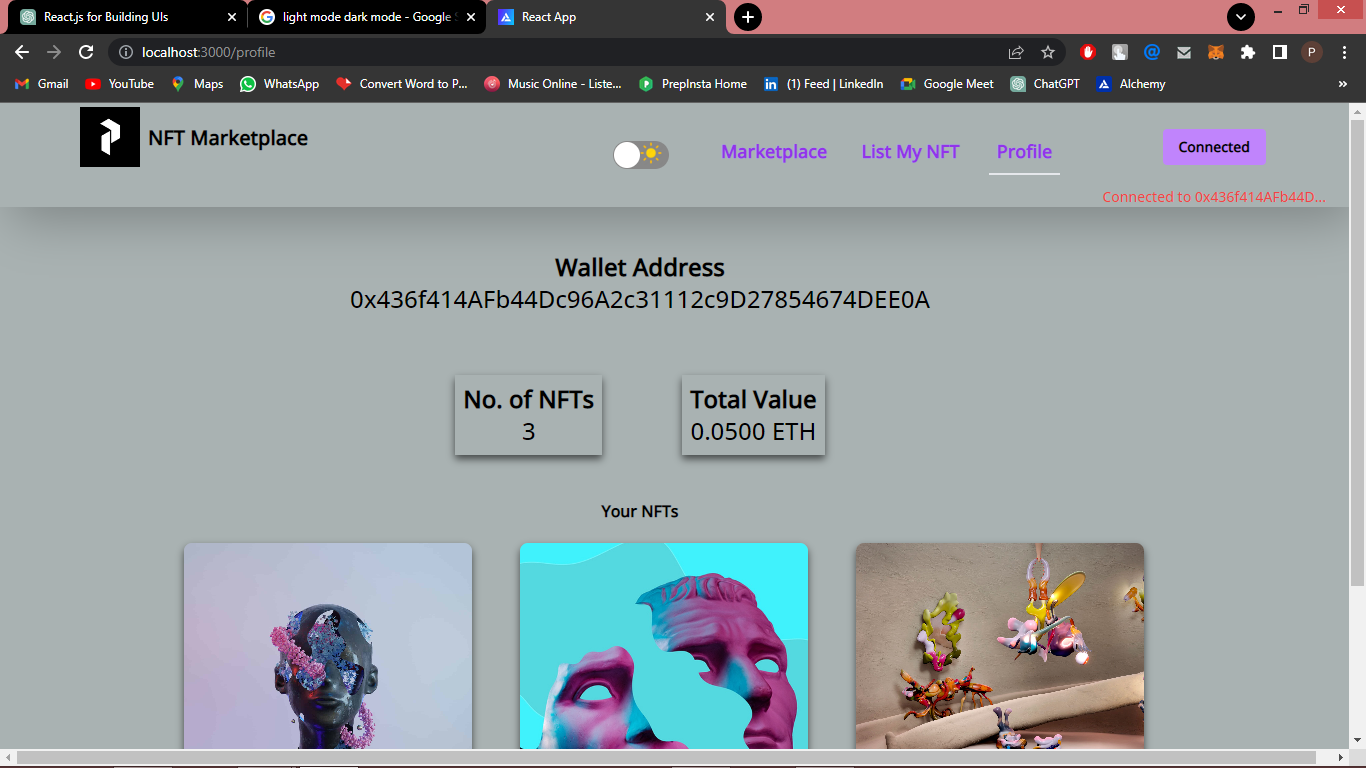 React.js for Building UIs
light mode dark mode - Google S
React App
localhost:3000/profile
P
Gmail
YouTube
Maps
WhatsApp
Convert Word to P...
Music Online - Liste...
PrepInsta Home
(1) Feed | LinkedIn
Google Meet
ChatGPT
Alchemy
»
NFT Marketplace
Marketplace
List My NFT
Profile
Connected
Connected to 0x436f414AFb44D...
Wallet Address
0x436f414AFb44Dc96A2c31112c9D27854674DEE0A
No. of NFTs
3
Total Value
0.0500 ETH
Your NFTs